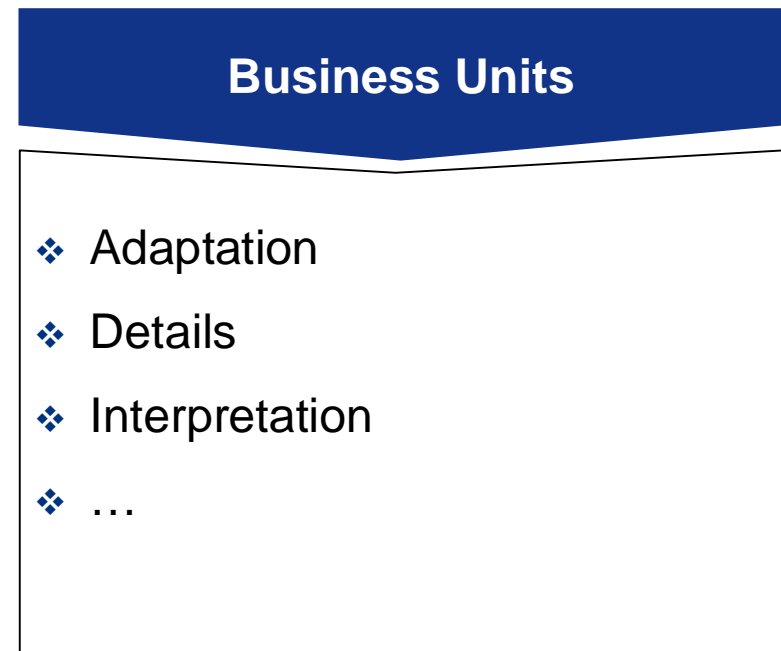 Business Units
❖ Adaptation
❖ Details
❖ Interpretation
❖ …